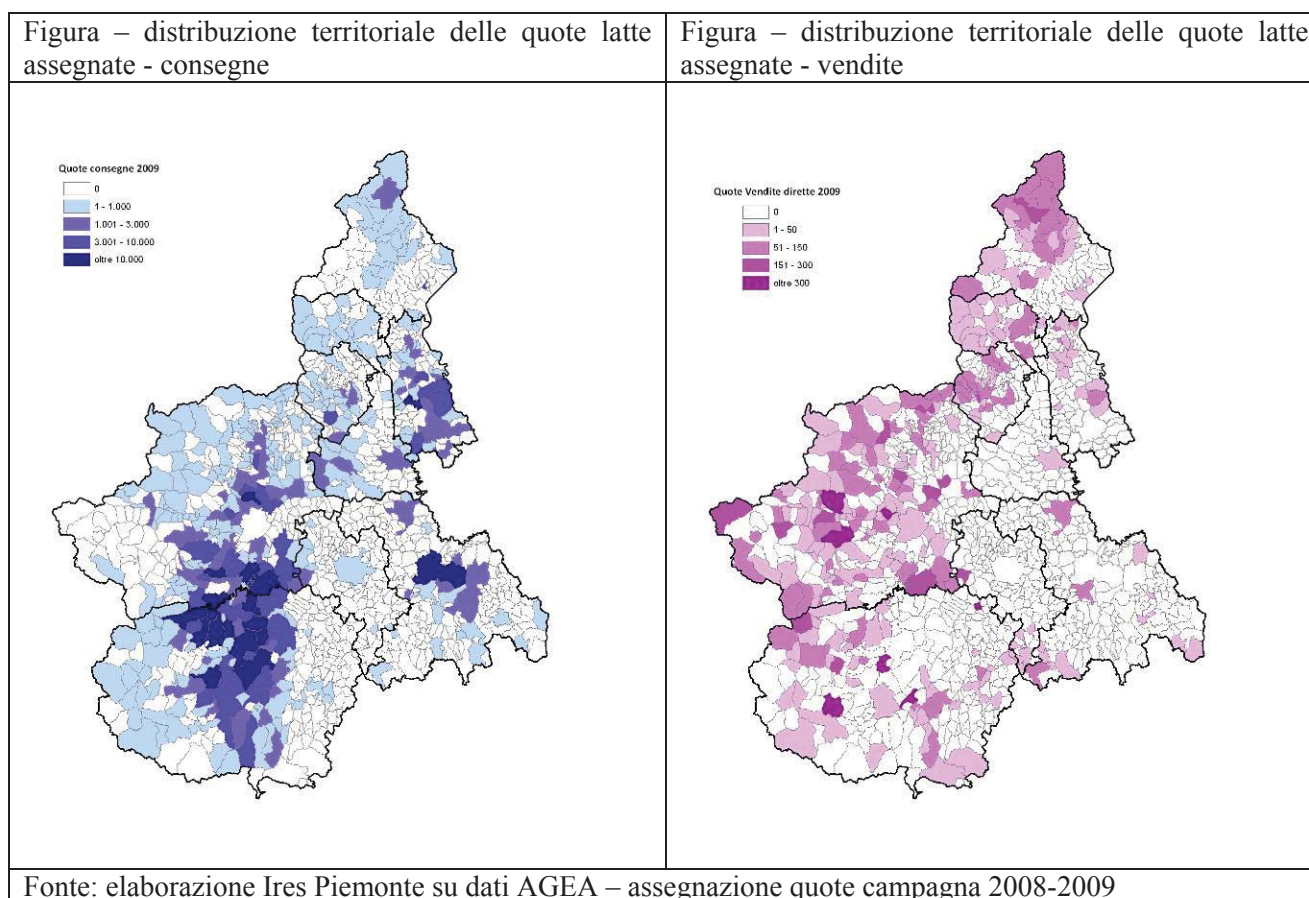 Figura – distribuzione territoriale delle quote latte
assegnate - consegne
Figura – distribuzione territoriale delle quote latte
assegnate - vendite
Quote consegne 2009
0
1 - 1.000
1.001 - 3.000
3.001 - 10.000
oltre 10.000
Quote Vendite dirette 2009
0
1 - 50
51 - 150
151 - 300
oltre 300
Fonte: elaborazione Ires Piemonte su dati AGEA – assegnazione quote campagna 2008-2009